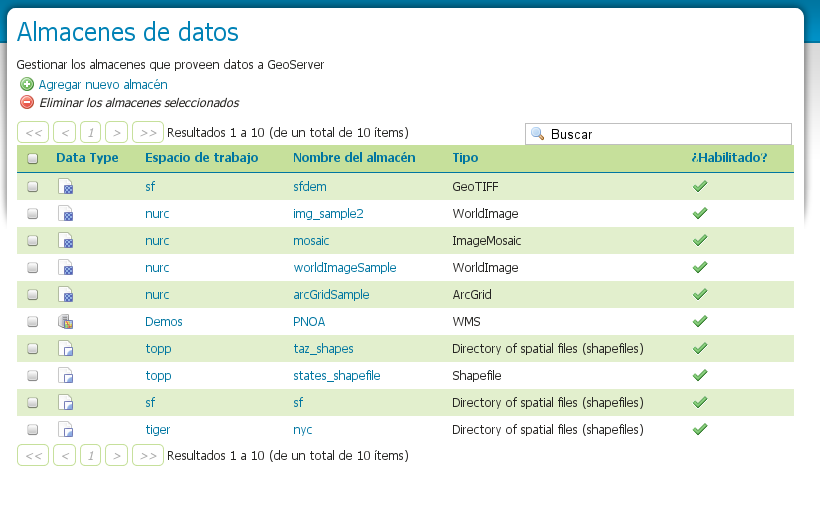 Almacenes de datos
Gestionar los almacenes que proveen datos a GeoServer
Agregar nuevo almacén
Eliminar los almacenes seleccionados
<< < 1 > >> Resultados 1 a 10 (de un total de 10 ítems) Buscar
Data Type Espacio de trabajo Nombre del almacén Tipo ¿Habilitado?
sf sfdem GeoTIFF
nurc img_sample2 WorldImage
nurc mosaic ImageMosaic
nurc worldImageSample WorldImage
nurc arcGridSample ArcGrid
Demos PNOA WMS
topp taz_shapes Directory of spatial files (shapefiles)
topp states_shapefile Shapefile
sf sf Directory of spatial files (shapefiles)
tiger nyc Directory of spatial files (shapefiles)
<< < 1 > >> Resultados 1 a 10 (de un total de 10 ítems)